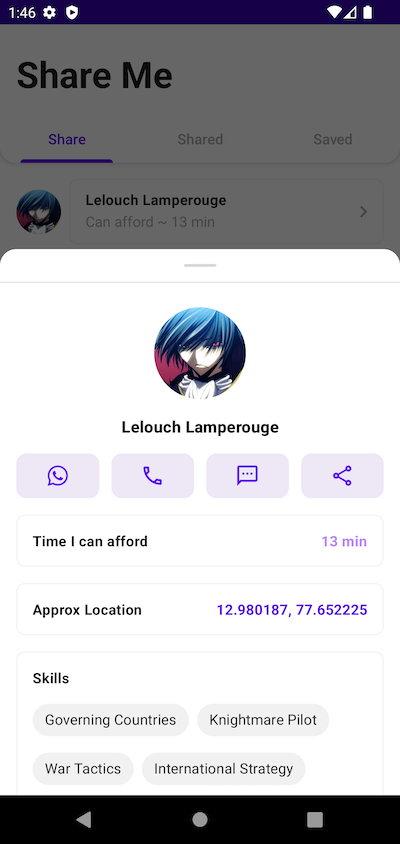 1:46
Share Me
Share Shared Saved
Lelouch Lamperouge
Can afford ~ 13 min
Lelouch Lamperouge
Time I can afford 13 min
Approx Location 12.980187, 77.652225
Skills
Governing Countries Knightmare Pilot
War Tactics International Strategy